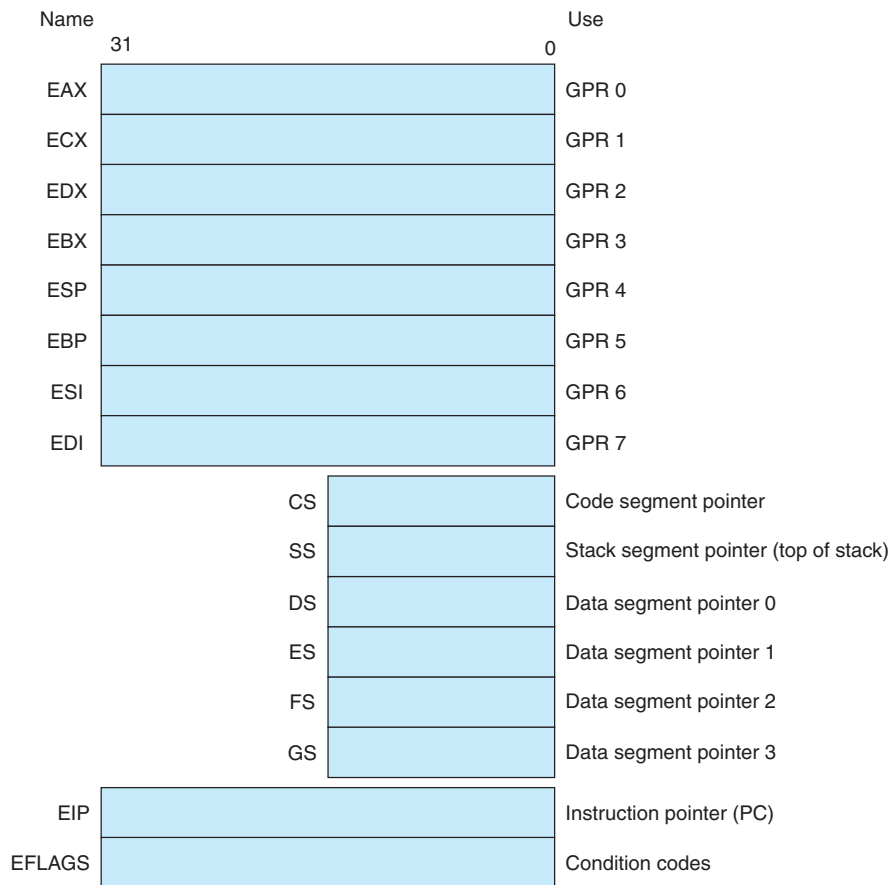 Name Use
31 0
EAX GPR 0
ECX GPR 1
EDX GPR 2
EBX GPR 3
ESP GPR 4
EBP GPR 5
ESI GPR 6
EDI GPR 7
CS Code segment pointer
SS Stack segment pointer (top of stack)
DS Data segment pointer 0
ES Data segment pointer 1
FS Data segment pointer 2
GS Data segment pointer 3
EIP Instruction pointer (PC)
EFLAGS Condition codes